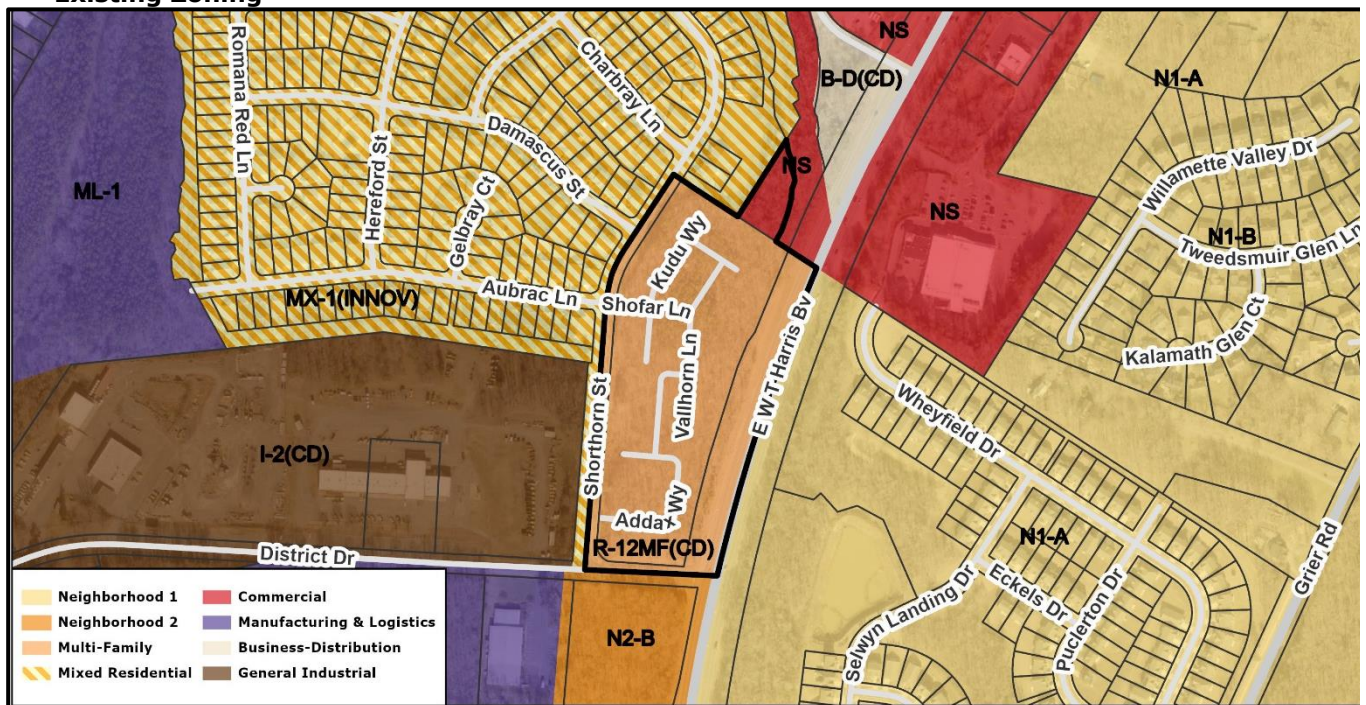 Existing Zoning
Romana Red Ln
Charbray Ln
NS
B-D(CD)
N1-A
Hereford St
Damascus St
Willamette Valley Dr
ML-1
Gelbray Ct
NS
NS
N1-B
Tweedsmuir Glen Ln
Kudu Wy
MX-1(INNOV)
Aubrac Ln
Shofar Ln
Kalamath Glen Ct
Vallhorn Ln
E W T Harris Bv
Wheyfield Dr
Shorthorn St
I-2(CD)
Addax Wy
R-12MF(CD)
District Dr
N1-A
Eckels Dr
Puclerton Dr
Grier Rd
Selwyn Landing Dr
N2-B
Neighborhood 1
Neighborhood 2
Multi-Family
Mixed Residential
Commercial
Manufacturing & Logistics
Business-Distribution
General Industrial